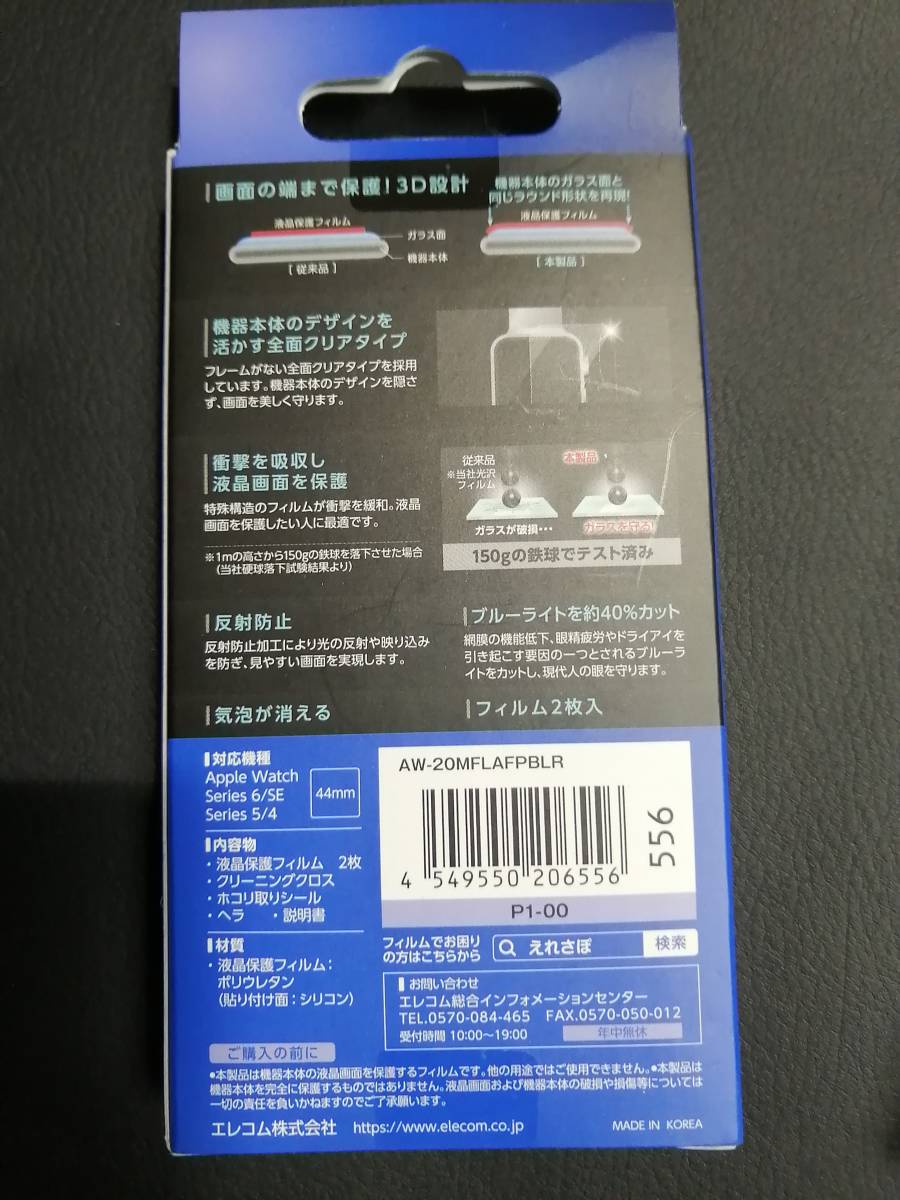 画面の端まで保護!3D設計
機器本体のガラス面と
同じラウンド形状を再現!
液晶保護フィルム
ガラス面
機器本体
[従来品]
液晶保護フィルム
[本製品]
機器本体のデザインを
活かす全面クリアタイプ
フレームがない全面クリアタイプを採用
しています。機器本体のデザインを隠さ
ず、画面を美しく守ります。
衝撃を吸収し
液晶画面を保護
特殊構造のフィルムが衝撃を緩和。液晶
画面を保護したい人に最適です。
※1mの高さから150gの鉄球を落下させた場合
(当社硬球落下試験結果より)
従来品
※当社光沢
フィルム
本製品
ガラスが破損・・・
ガラスを守る!
150gの鉄球でテスト済み
反射防止
反射防止加工により光の反射や映り込み
を防ぎ、見やすい画面を実現します。
ブルーライトを約40%カット
網膜の機能低下、眼精疲労やドライアイを
引き起こす要因の一つとされるブルーラ
イトをカットし、現代人の眼を守ります。
気泡が消える
フィルム2枚入
対応機種
Apple Watch
Series 6/SE
Series 5/4
44mm
内容物
・液晶保護フィルム 2枚
・クリーニングクロス
・ホコリ取りシール
・ヘラ ・説明書
材質
・液晶保護フィルム:
ポリウレタン
(貼り付け面:シリコン)
AW-20MFLAFPBLR
4 549550 206556
556
P1-00
フィルムでお困り
の方はこちらから
えれさぽ 検索
お問い合わせ
エレコム総合インフォメーションセンター
TEL.0570-084-465 FAX.0570-050-012
受付時間 10:00〜19:00 年中無休
ご購入の前に
●本製品は機器本体の液晶画面を保護するフィルムです。他の用途ではご使用できません。●本製品は
機器本体を完全に保護するものではありません。液晶画面および機器本体の破損や損傷等については
一切の責任を負いかねますのでご了承願います。
エレコム株式会社 https://www.elecom.co.jp MADE IN KOREA